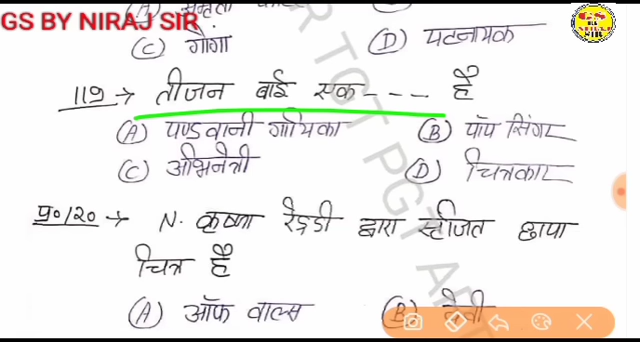 GS BY NIRAJ SIR
(C) गौगां (D) पटनायक
119→ तीजन बाई एक---- है
(A) पण्डवानी गायिका (B) पॉप सिंगर
(C) अभिनेत्री (D) चित्रकार
प्र०120→ N. कृष्णा रेड्डी द्वारा सृजित छापा
चित्र है
(A) ऑफ वाल्स (B) देवी